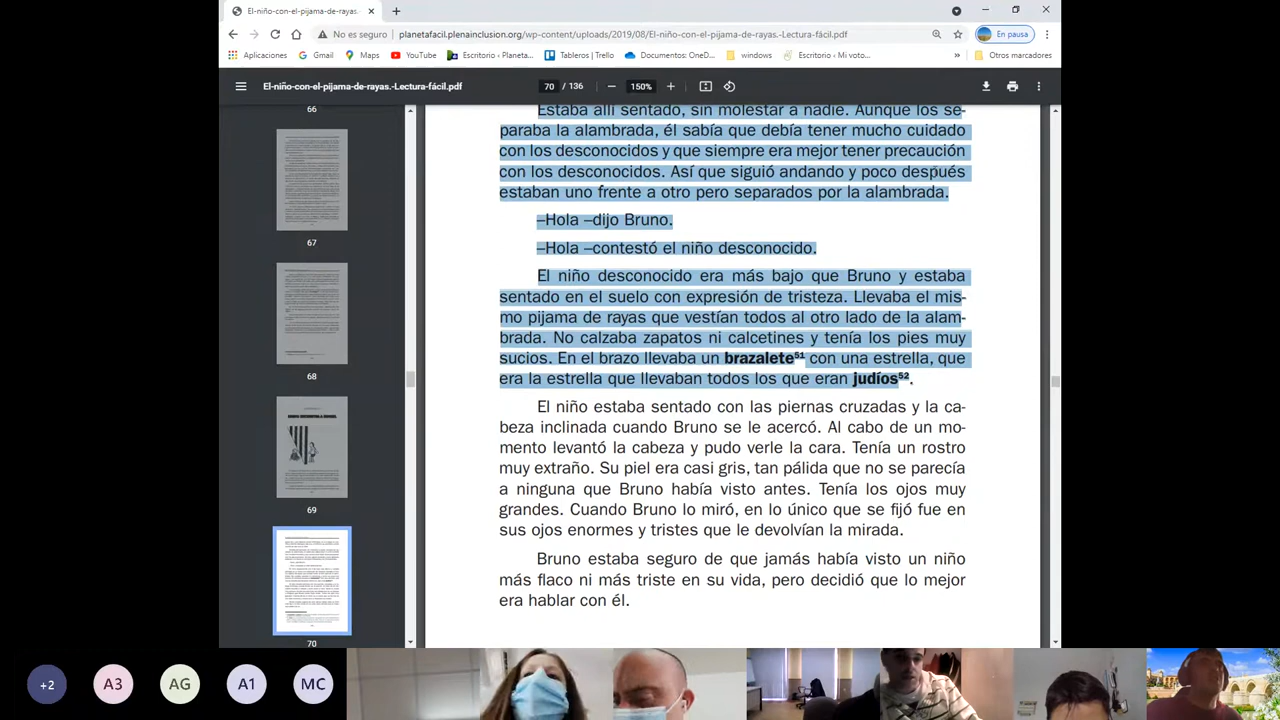 El-niño-con-el-pijama-de-rayas.-
No es seguro planetafacil.plenainclusion.org/wp-content/uploads/2019/08/El-niño-con-el-pijama-de-rayas.-Lectura-fácil.pdf
En pausa
Aplicaciones Gmail Mapas YouTube Escritorio (Planeta... Tableros | Trello Documentos: OneD... windows Escritorio (Mi voto... » Otros marcadores
El-niño-con-el-pijama-de-rayas.-Lectura-fácil.pdf 70 / 136 150%
66
67
68
69
70
Estaba allí sentado, sin molestar a nadie. Aunque los se-
paraba la alambrada, él sabía que debía tener mucho cuidado
con los desconocidos y que siempre era mejor tener precaución
con los desconocidos. Así que siguió andando y poco después
estaban uno frente a otro pero separados por la alambrada.
–Hola –dijo Bruno.
–Hola –contestó el niño desconocido.
El niño desconocido era más bajo que Bruno y estaba
sentado en el suelo con expresión de tristeza. Llevaba el mis-
mo pijama de rayas que vestían todos al otro lado de la alam-
brada. No calzaba zapatos ni calcetines y tenía los pies muy
sucios. En el brazo llevaba un brazalete51 con una estrella, que
era la estrella que llevaban todos los que eran judíos52.
El niño estaba sentado con las piernas cruzadas y la ca-
beza inclinada cuando Bruno se le acercó. Al cabo de un mo-
mento levantó la cabeza y pudo verle la cara. Tenía un rostro
muy extraño. Su piel era casi gris, tan pálida que no se parecía
a ninguna que Bruno había visto antes. Tenía los ojos muy
grandes. Cuando Bruno lo miró, en lo único que se fijó fue en
sus ojos enormes y tristes que le devolvían la mirada.
Bruno estaba seguro de que jamás había visto un niño
más flaco ni más triste en su vida pero decidió que lo mejor
a hablar con él.
+2 A3 AG A1 MC